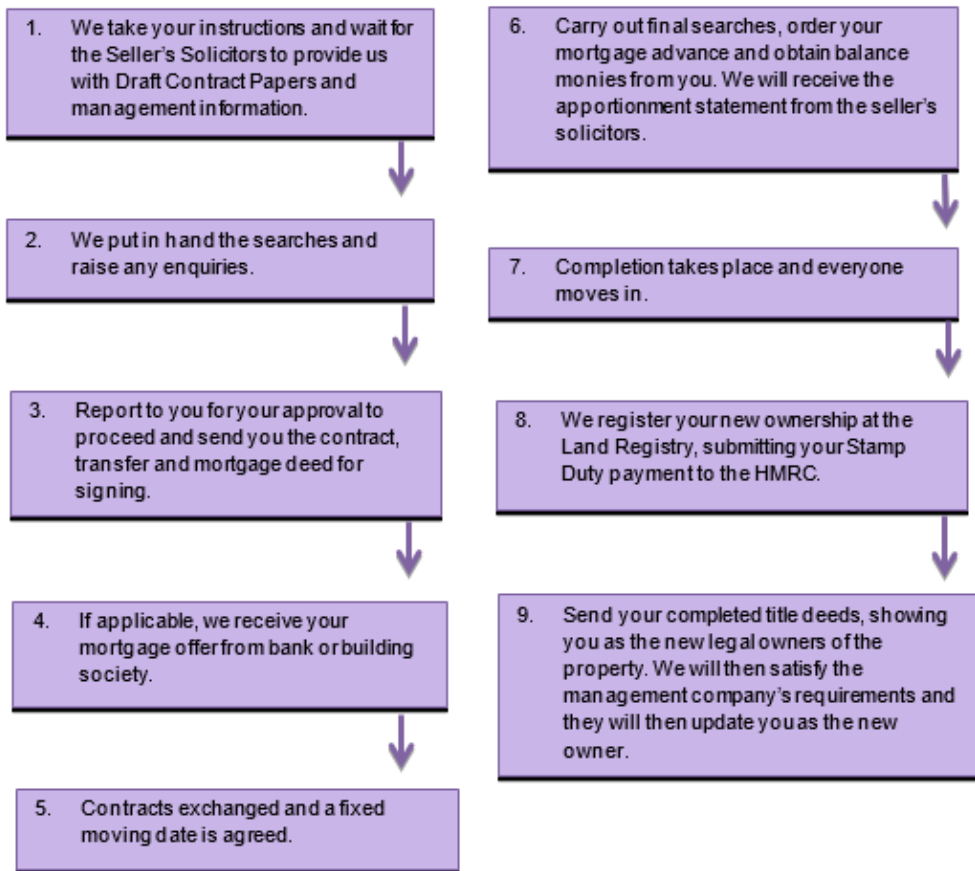 1. We take your instructions and wait for
the Seller's Solicitors to provide us
with Draft Contract Papers and
management information.
2. We put in hand the searches and
raise any enquiries.
3. Report to you for your approval to
proceed and send you the contract,
transfer and mortgage deed for
signing.
4. If applicable, we receive your
mortgage offer from bank or building
society.
5. Contracts exchanged and a fixed
moving date is agreed.
6. Carry out final searches, order your
mortgage advance and obtain balance
monies from you. We will receive the
apportionment statement from the seller's
solicitors.
7. Completion takes place and everyone
moves in.
8. We register your new ownership at the
Land Registry, submitting your Stamp
Duty payment to the HMRC.
9. Send your completed title deeds, showing
you as the new legal owners of the
property. We will then satisfy the
management company's requirements and
they will then update you as the new
owner.